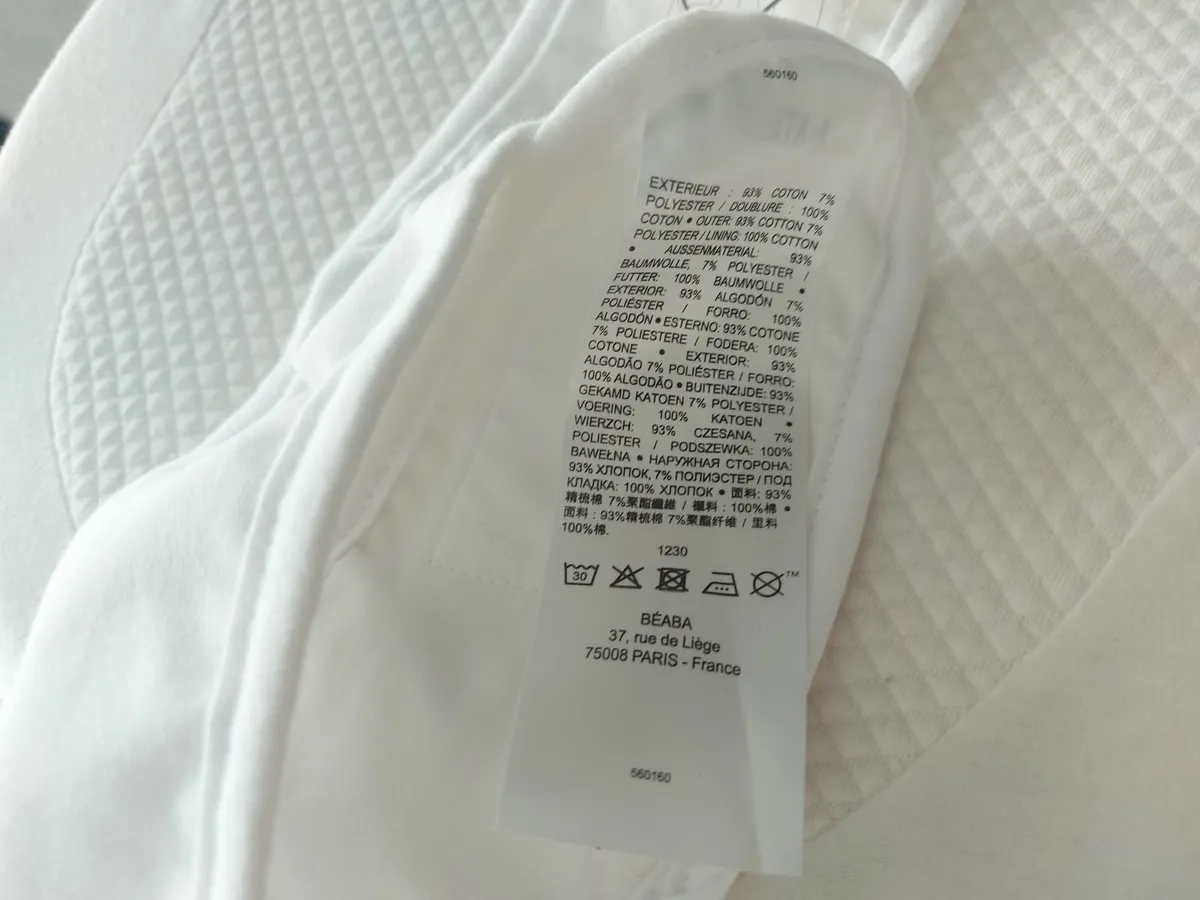 560160
EXTERIEUR : 93% COTON 7%
POLYESTER / DOUBLURE : 100%
COTON • OUTER: 93% COTTON 7%
POLYESTER / LINING: 100% COTTON
• AUSSENMATERIAL: 93%
BAUMWOLLE, 7% POLYESTER /
FUTTER: 100% BAUMWOLLE •
EXTERIOR: 93% ALGODÓN 7%
POLIÉSTER / FORRO: 100%
ALGODÓN • ESTERNO: 93% COTONE
7% POLIESTERE / FODERA: 100%
COTONE • EXTERIOR: 93%
ALGODÃO 7% POLIÉSTER / FORRO:
100% ALGODÃO • BUITENZIJDE: 93%
GEKAMD KATOEN 7% POLYESTER /
VOERING: 100% KATOEN •
WIERZCH: 93% CZESANA, 7%
POLIESTER / PODSZEWKA: 100%
BAWEŁNA • НАРУЖНАЯ СТОРОНА:
93% ХЛОПОК, 7% ПОЛИЭСТЕР / ПОД
КЛАДКА: 100% ХЛОПОК • 面料: 93%
精梳棉 7%聚酯纖維 / 襯料 : 100%棉 •
面料 : 93%精梳棉 7%聚酯纤维 / 里料
100%棉.
1230
30 TM
BÉABA
37, rue de Liège
75008 PARIS - France
560160